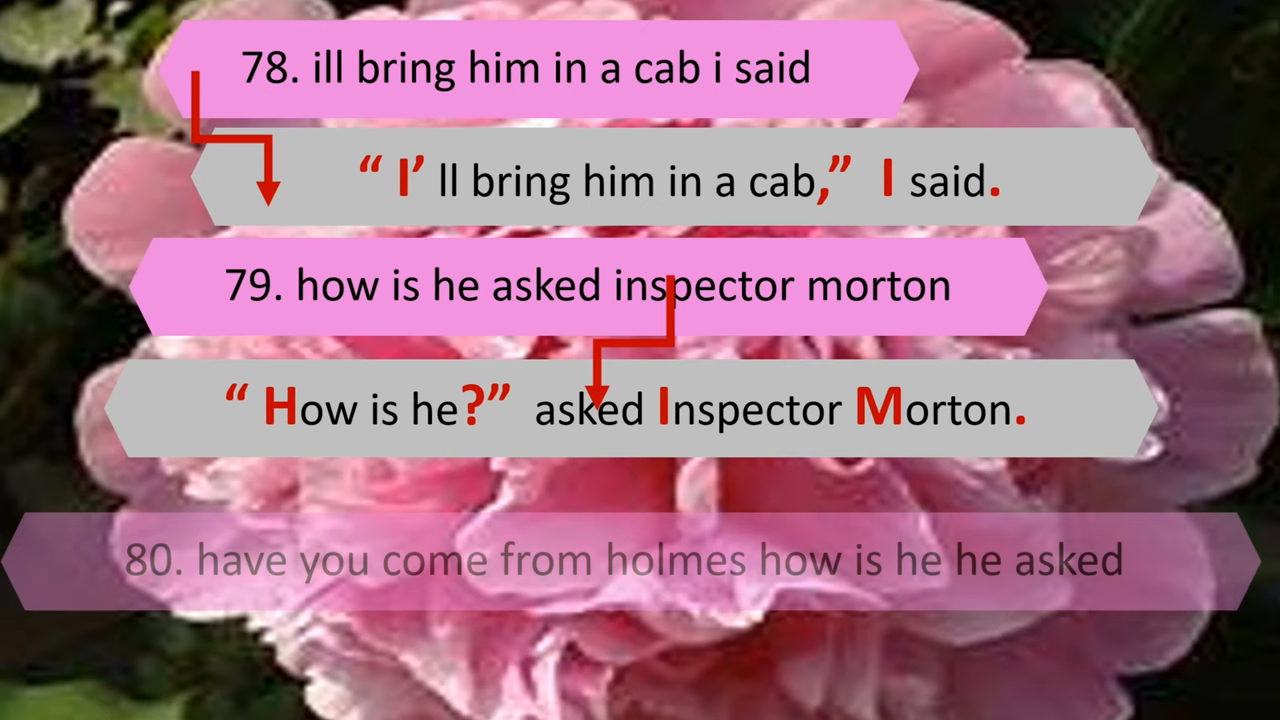 78. ill bring him in a cab i said
“ I’ ll bring him in a cab,” I said.
79. how is he asked inspector morton
“ How is he?” asked Inspector Morton.
80. have you come from holmes how is he he asked